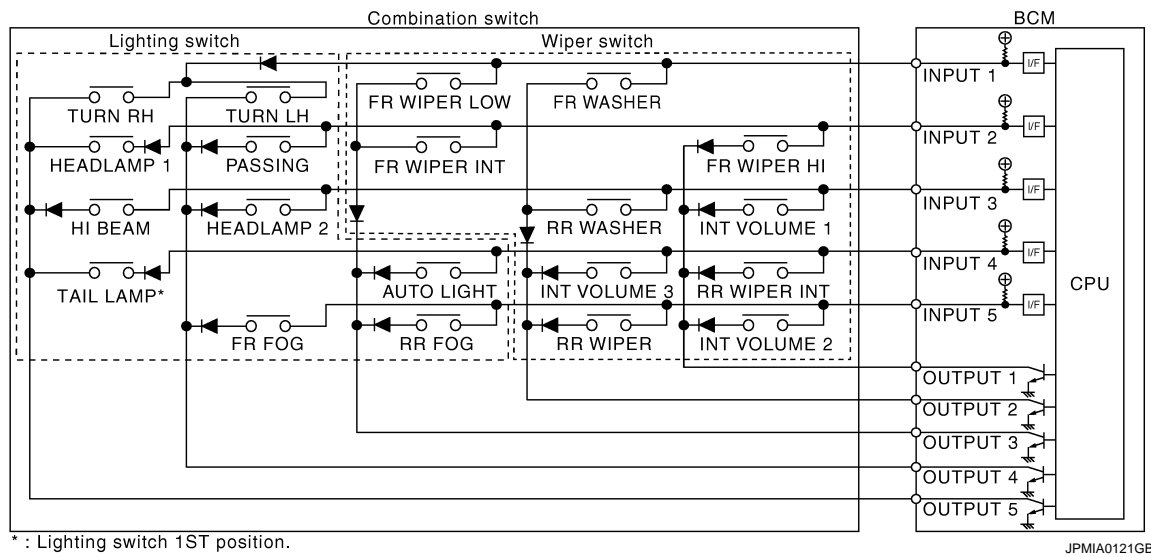 Combination switch
BCM
Lighting switch
Wiper switch
INPUT 1
I/F
TURN RH
TURN LH
FR WIPER LOW
FR WASHER
INPUT 2
I/F
HEADLAMP 1
PASSING
FR WIPER INT
FR WIPER HI
INPUT 3
I/F
HI BEAM
HEADLAMP 2
RR WASHER
INT VOLUME 1
INPUT 4
I/F
TAIL LAMP*
AUTO LIGHT
INT VOLUME 3
RR WIPER INT
CPU
INPUT 5
I/F
FR FOG
RR FOG
RR WIPER
INT VOLUME 2
OUTPUT 1
OUTPUT 2
OUTPUT 3
OUTPUT 4
OUTPUT 5
* : Lighting switch 1ST position.
JPMIA0121GB